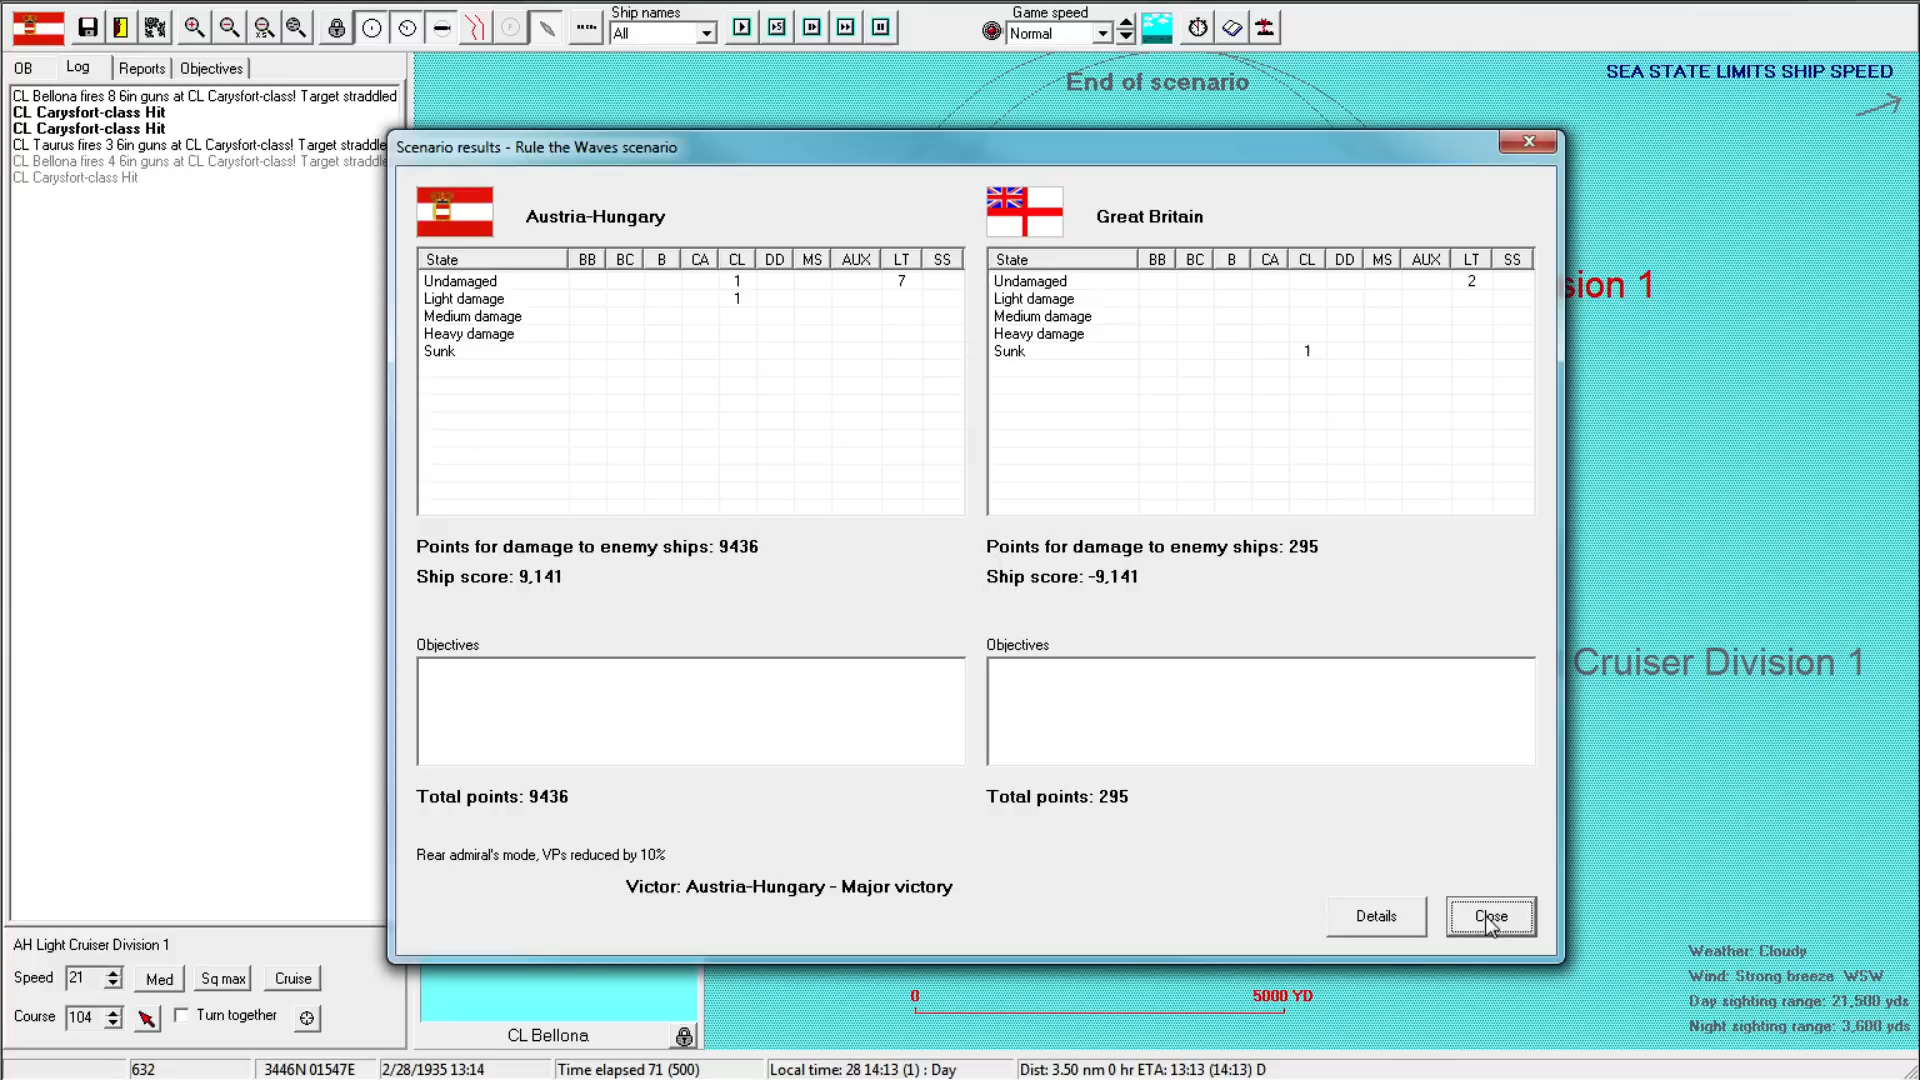 Ship names
Game speed
All
Normal
OB Log Reports Objectives
End of scenario
SEA STATE LIMITS SHIP SPEED
CL Bellona fires 8 6in guns at CL Carysfort-class! Target straddled
CL Carysfort-class Hit
CL Carysfort-class Hit
CL Taurus fires 3 6in guns at CL Carysfort-class! Target straddle
CL Bellona fires 4 6in guns at CL Carysfort-class! Target straddle
CL Carysfort-class Hit
Scenario results - Rule the Waves scenario
Austria-Hungary
Great Britain
State BB BC B CA CL DD MS AUX LT SS
Undamaged 1 7
Light damage 1
Medium damage
Heavy damage
Sunk
State BB BC B CA CL DD MS AUX LT SS
Undamaged 2
Light damage
Medium damage
Heavy damage
Sunk 1
sion 1
Cruiser Division 1
Points for damage to enemy ships: 9436
Ship score: 9,141
Points for damage to enemy ships: 295
Ship score: -9,141
Objectives
Objectives
Total points: 9436
Total points: 295
Rear admiral's mode, VPs reduced by 10%
Victor: Austria-Hungary - Major victory
Details
Close
AH Light Cruiser Division 1
Speed 21 Med Sq max Cruise
Course 104 Turn together
CL Bellona
0 5000 YD
Weather: Cloudy
Wind: Strong breeze WSW
Day sighting range: 21,500 yds
Night sighting range: 3,600 yds
632 3446N 01547E 2/28/1935 13:14 Time elapsed 71 (500) Local time: 28 14:13 (1) : Day Dist: 3.50 nm 0 hr ETA: 13:13 (14:13) D